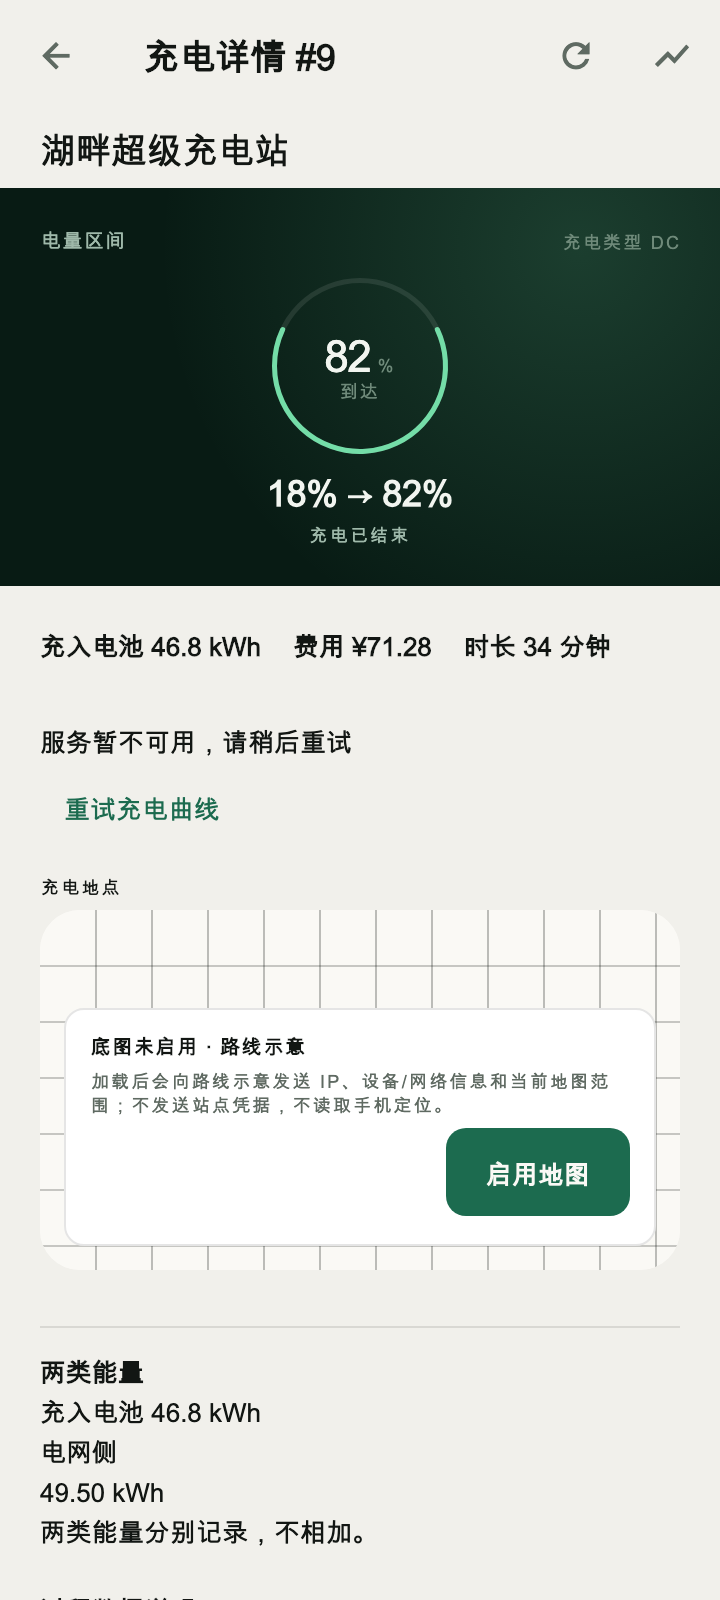 充电详情 #9
湖畔超级充电站
电量区间
充电类型 DC
82 %
到达
18% → 82%
充电已结束
充入电池 46.8 kWh 费用 ¥71.28 时长 34 分钟
服务暂不可用，请稍后重试
重试充电曲线
充电地点
底图未启用 · 路线示意
加载后会向路线示意发送 IP、设备/网络信息和当前地图范
围；不发送站点凭据，不读取手机定位。
启用地图
两类能量
充入电池 46.8 kWh
电网侧
49.50 kWh
两类能量分别记录，不相加。